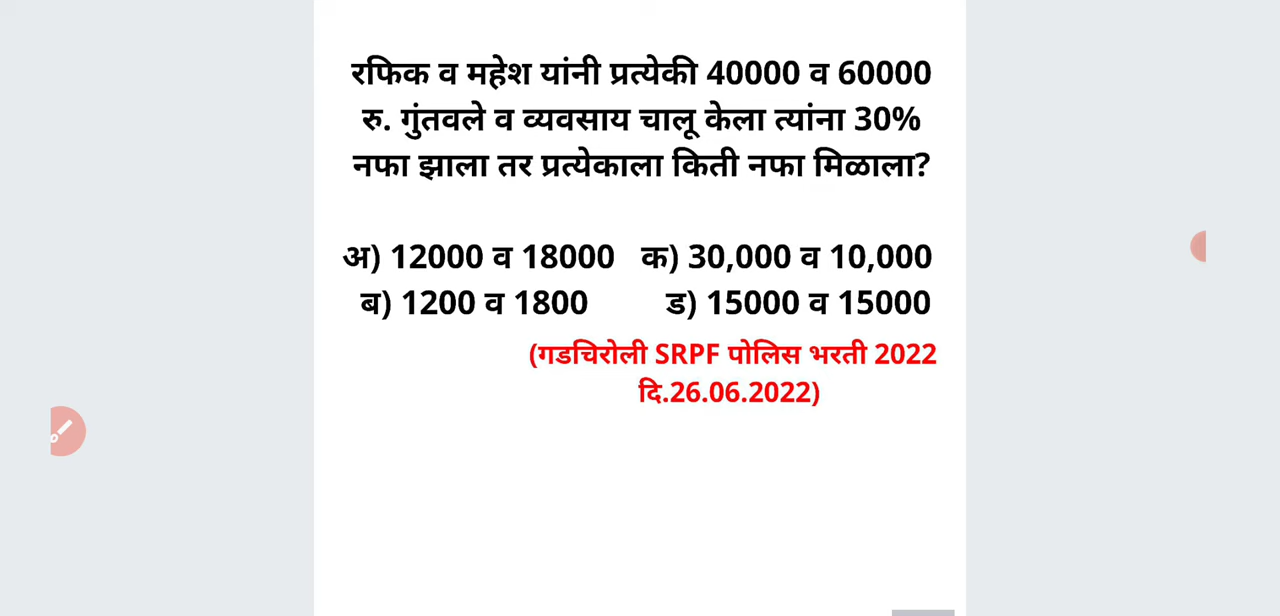 रफिक व महेश यांनी प्रत्येकी 40000 व 60000
रु. गुंतवले व व्यवसाय चालू केला त्यांना 30%
नफा झाला तर प्रत्येकाला किती नफा मिळाला?
अ) 12000 व 18000 क) 30,000 व 10,000
ब) 1200 व 1800 ड) 15000 व 15000
(गडचिरोली SRPF पोलिस भरती 2022
दि.26.06.2022)